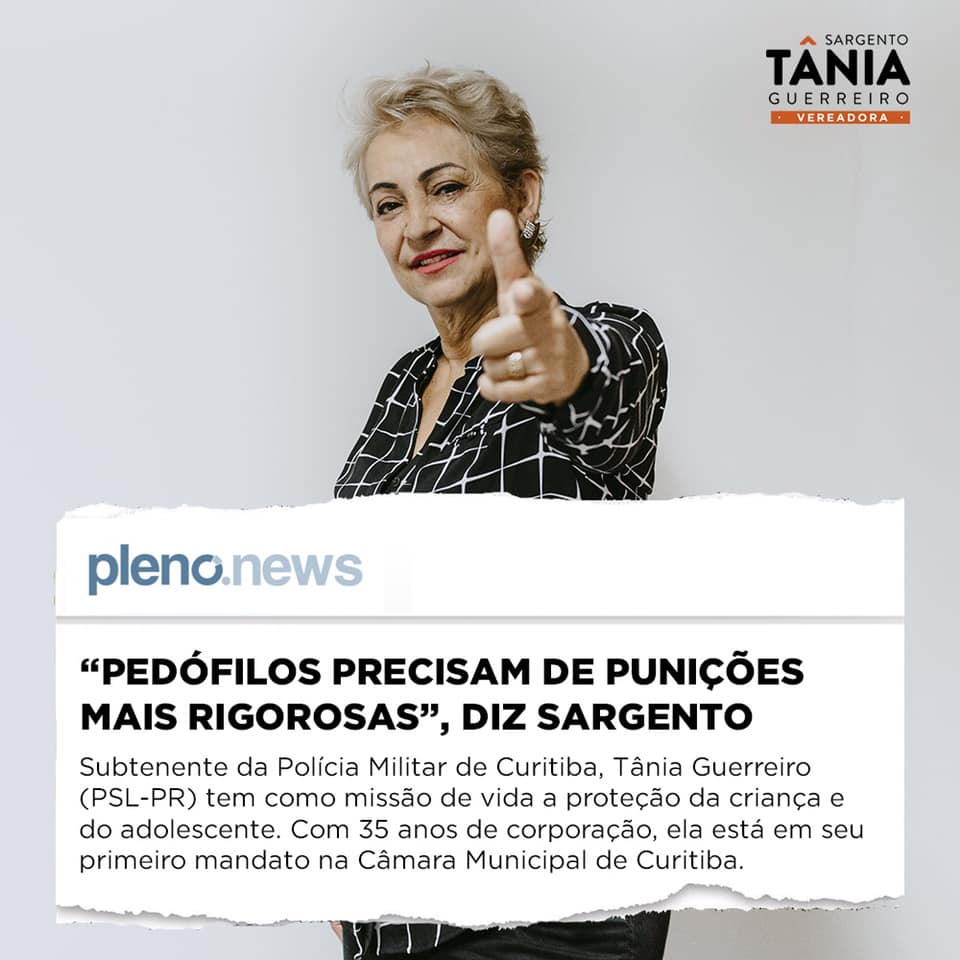 SARGENTO
TÂNIA
GUERREIRO
· VEREADORA ·
pleno.news
“PEDÓFILOS PRECISAM DE PUNIÇÕES
MAIS RIGOROSAS”, DIZ SARGENTO
Subtenente da Polícia Militar de Curitiba, Tânia Guerreiro
(PSL-PR) tem como missão de vida a proteção da criança e
do adolescente. Com 35 anos de corporação, ela está em seu
primeiro mandato na Câmara Municipal de Curitiba.